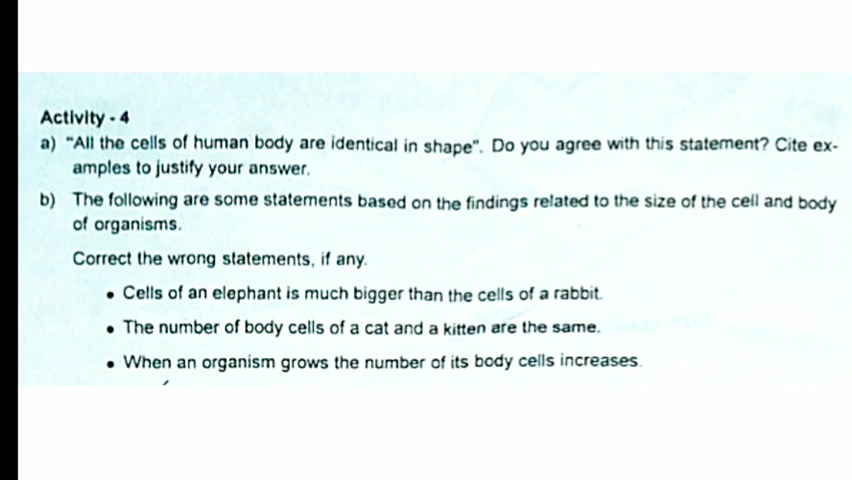 Activity - 4
a) "All the cells of human body are identical in shape". Do you agree with this statement? Cite ex-
amples to justify your answer.
b) The following are some statements based on the findings related to the size of the cell and body
of organisms.
Correct the wrong statements, if any.
• Cells of an elephant is much bigger than the cells of a rabbit.
• The number of body cells of a cat and a kitten are the same.
• When an organism grows the number of its body cells increases.